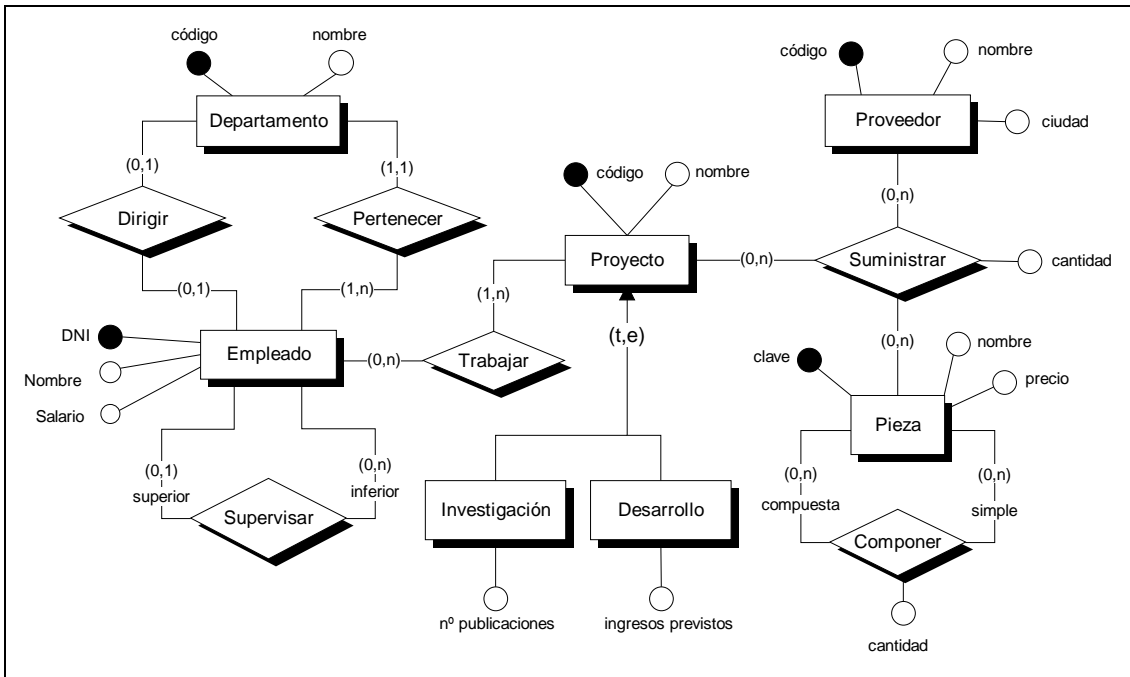 código
nombre
Departamento
(0,1)
(1,1)
Dirigir
Pertenecer
(0,1)
(1,n)
DNI
Nombre
Salario
Empleado
(0,n)
Trabajar
(1,n)
(0,1)
superior
(0,n)
inferior
Supervisar
código
nombre
Proyecto
(t,e)
Investigación
Desarrollo
nº publicaciones
ingresos previstos
(0,n)
código
nombre
ciudad
Proveedor
(0,n)
Suministrar
cantidad
(0,n)
clave
nombre
precio
Pieza
(0,n)
compuesta
(0,n)
simple
Componer
cantidad